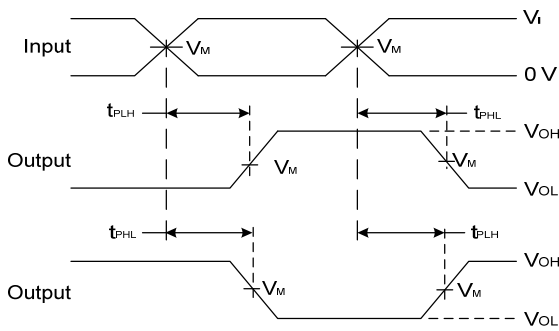 VI
Input
VM
VM
0 V
tPLH
tPHL
VOH
Output
VM
VM
VOL
tPHL
tPLH
VOH
Output
VM
VM
VOL